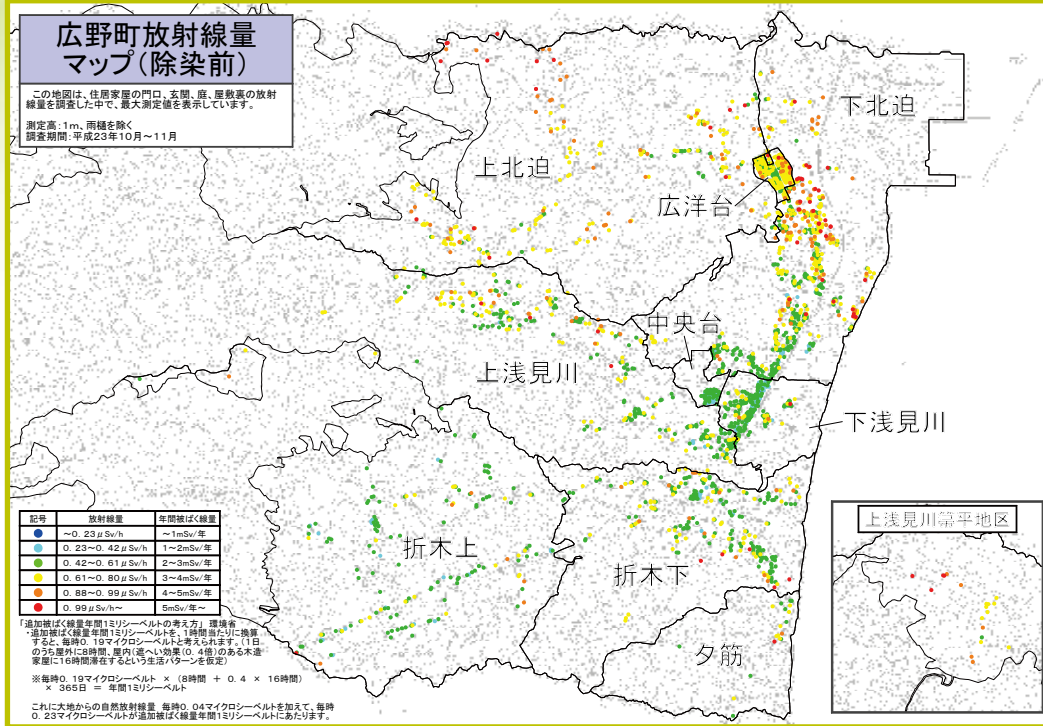 広野町放射線量
マップ(除染前)
この地図は、住居家屋の門口、玄関、庭、屋敷裏の放射
線量を調査した中で、最大測定値を表示しています。
測定高:1m、雨樋を除く
調査期間:平成23年10月~11月
下北迫
上北迫
広洋台
中央台
上浅見川
下浅見川
折木上
折木下
夕筋
上浅見川箒平地区
記号 放射線量 年間被ばく線量
~0.23μSv/h ~1mSv/年
0.23~0.42μSv/h 1~2mSv/年
0.42~0.61μSv/h 2~3mSv/年
0.61~0.80μSv/h 3~4mSv/年
0.88~0.99μSv/h 4~5mSv/年
0.99μSv/h~ 5mSv/年~
「追加被ばく線量年間1ミリシーベルトの考え方」 環境省
・追加被ばく線量年間1ミリシーベルトを、1時間当たりに換算
すると、毎時0.19マイクロシーベルトと考えられます。(1日
のうち屋外に8時間、屋内(遮へい効果(0.4倍)のある木造
家屋に16時間滞在するという生活パターンを仮定)
※毎時0.19マイクロシーベルト × (8時間 + 0.4 × 16時間)
× 365日 = 年間1ミリシーベルト
これに大地からの自然放射線量 毎時0.04マイクロシーベルトを加えて、毎時
0.23マイクロシーベルトが追加被ばく線量年間1ミリシーベルトにあたります。